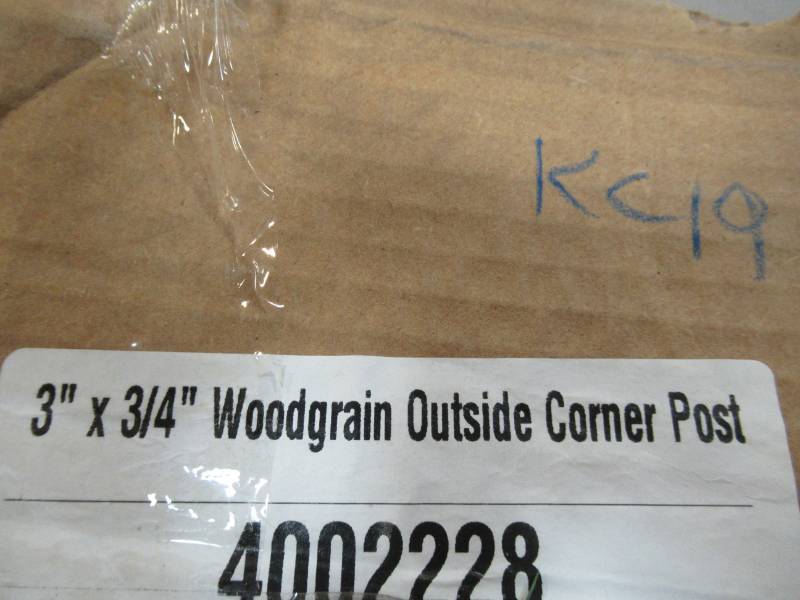 KC19
3" x 3/4" Woodgrain Outside Corner Post
4002228